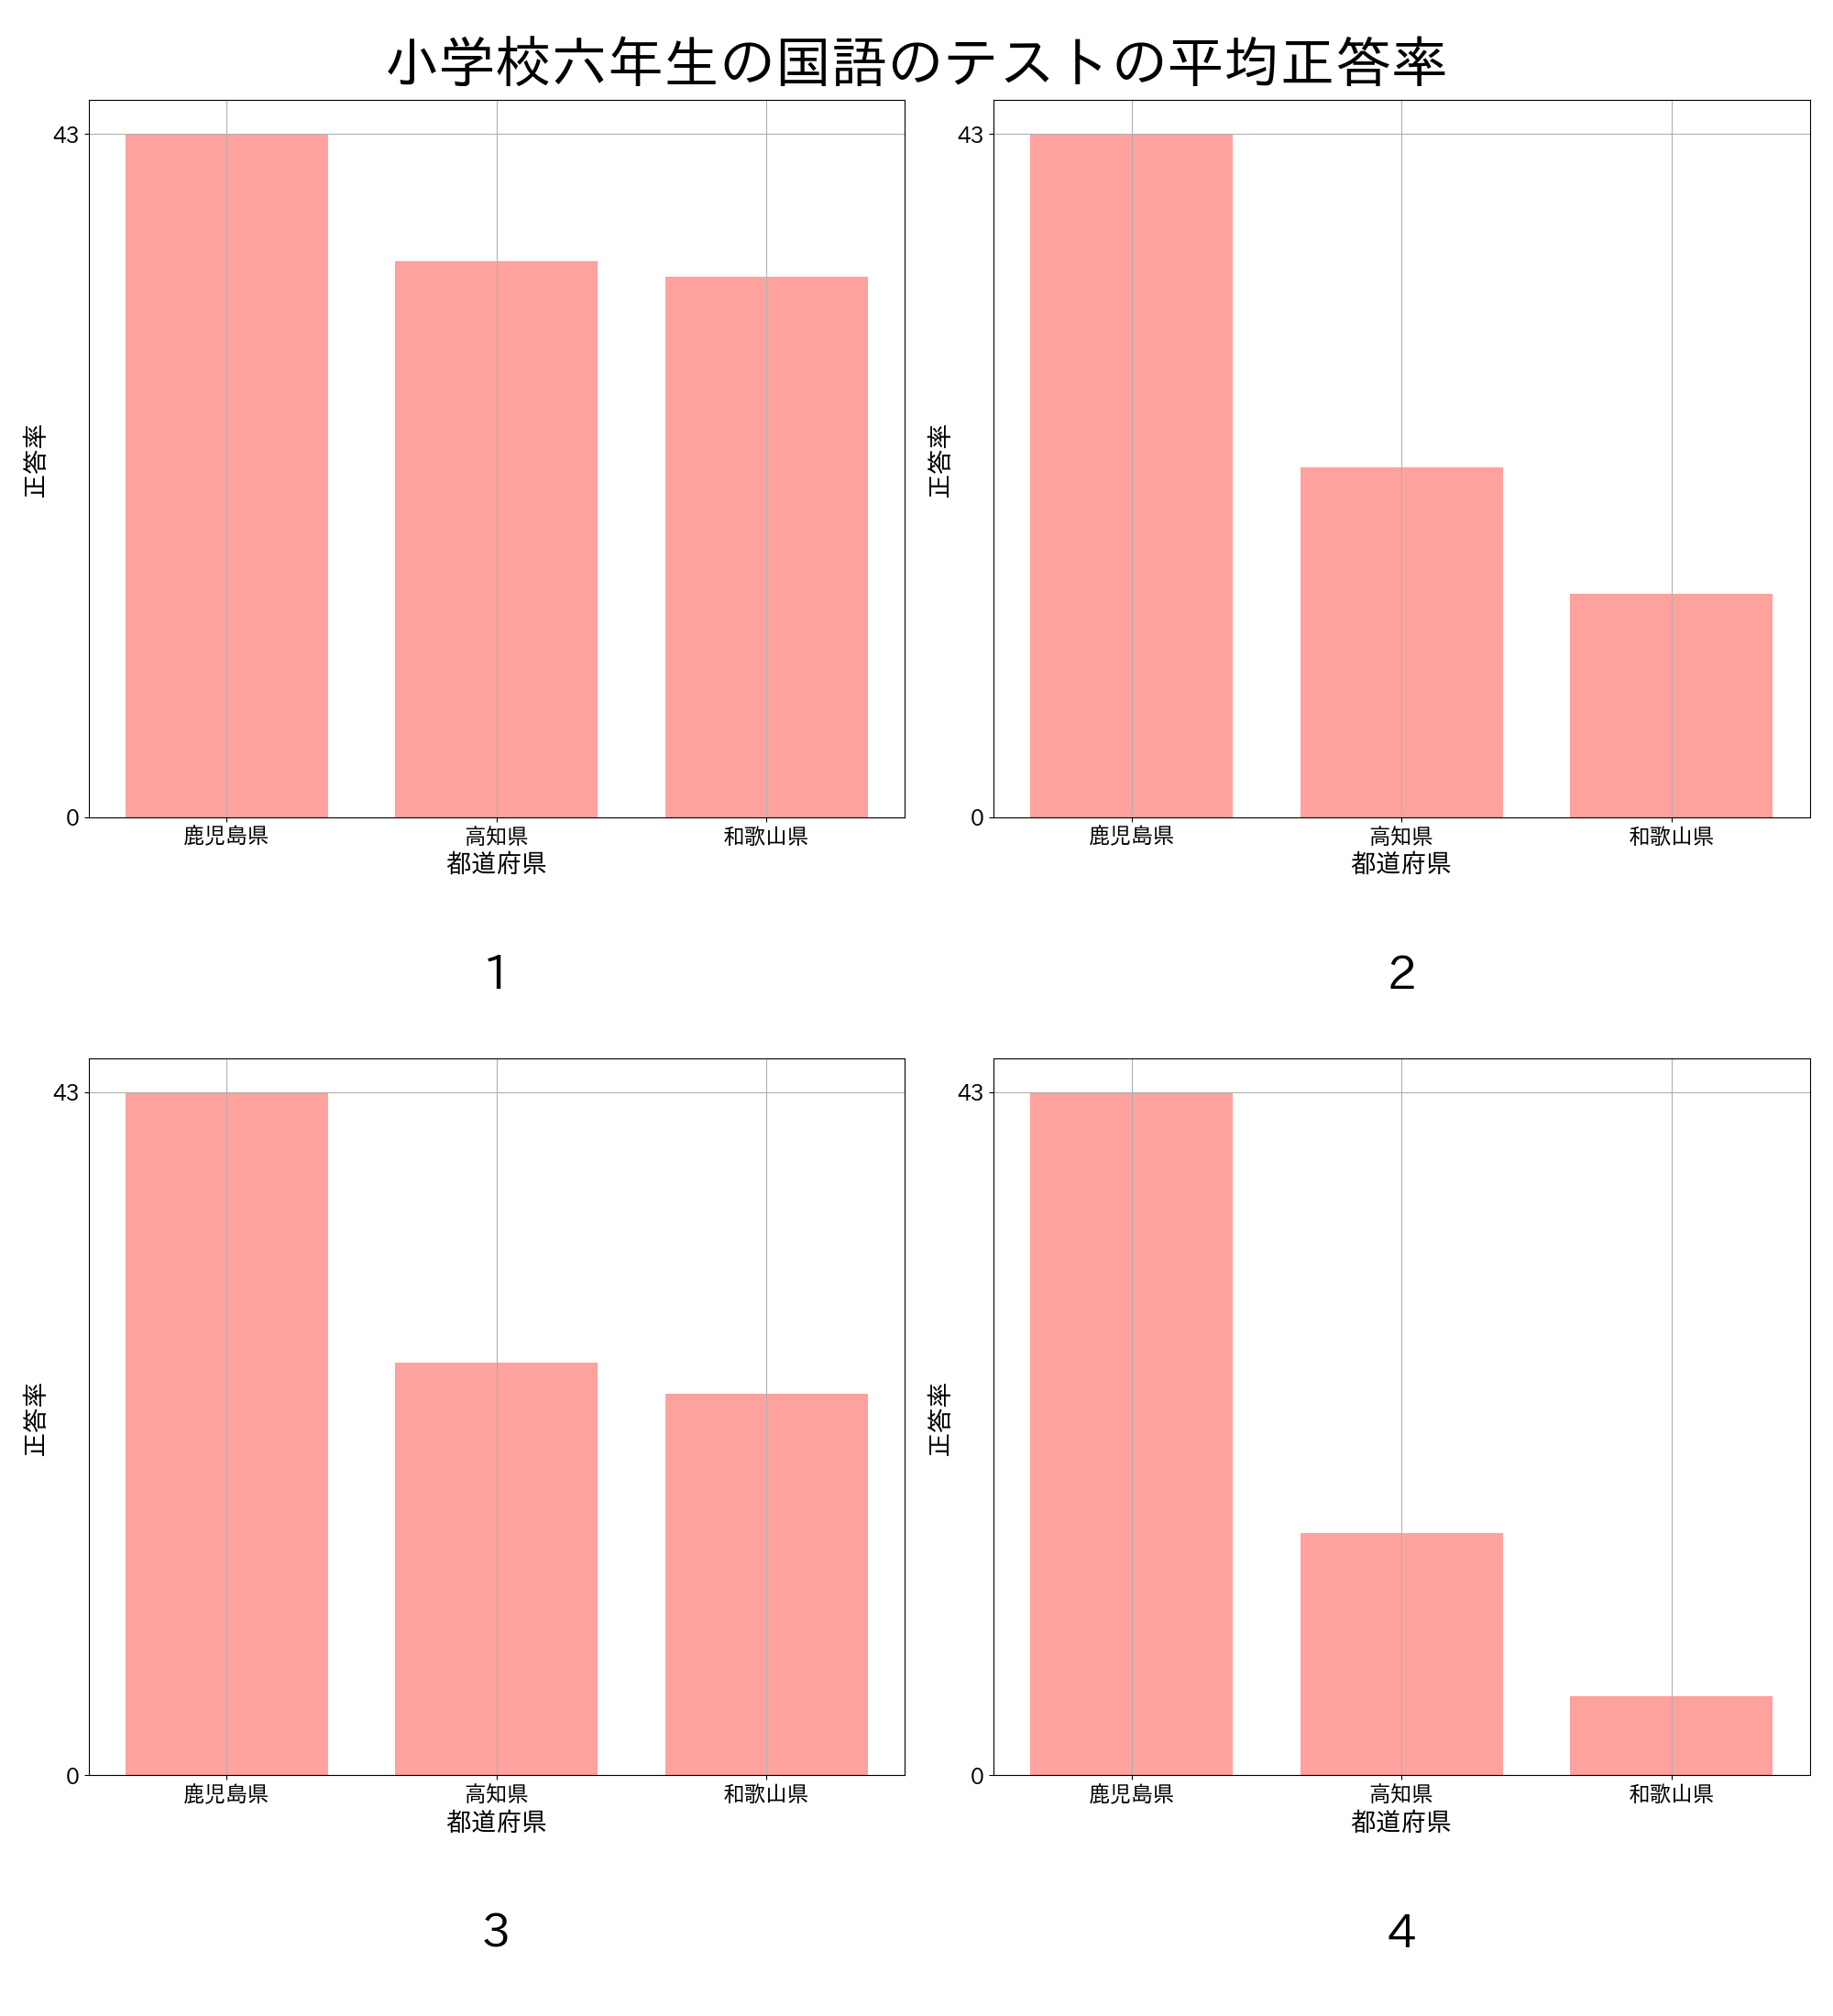 小学校六年生の国語のテストの平均正答率
43
0
正答率
鹿児島県 高知県 和歌山県
都道府県
1
43
0
正答率
鹿児島県 高知県 和歌山県
都道府県
2
43
0
正答率
鹿児島県 高知県 和歌山県
都道府県
3
43
0
正答率
鹿児島県 高知県 和歌山県
都道府県
4